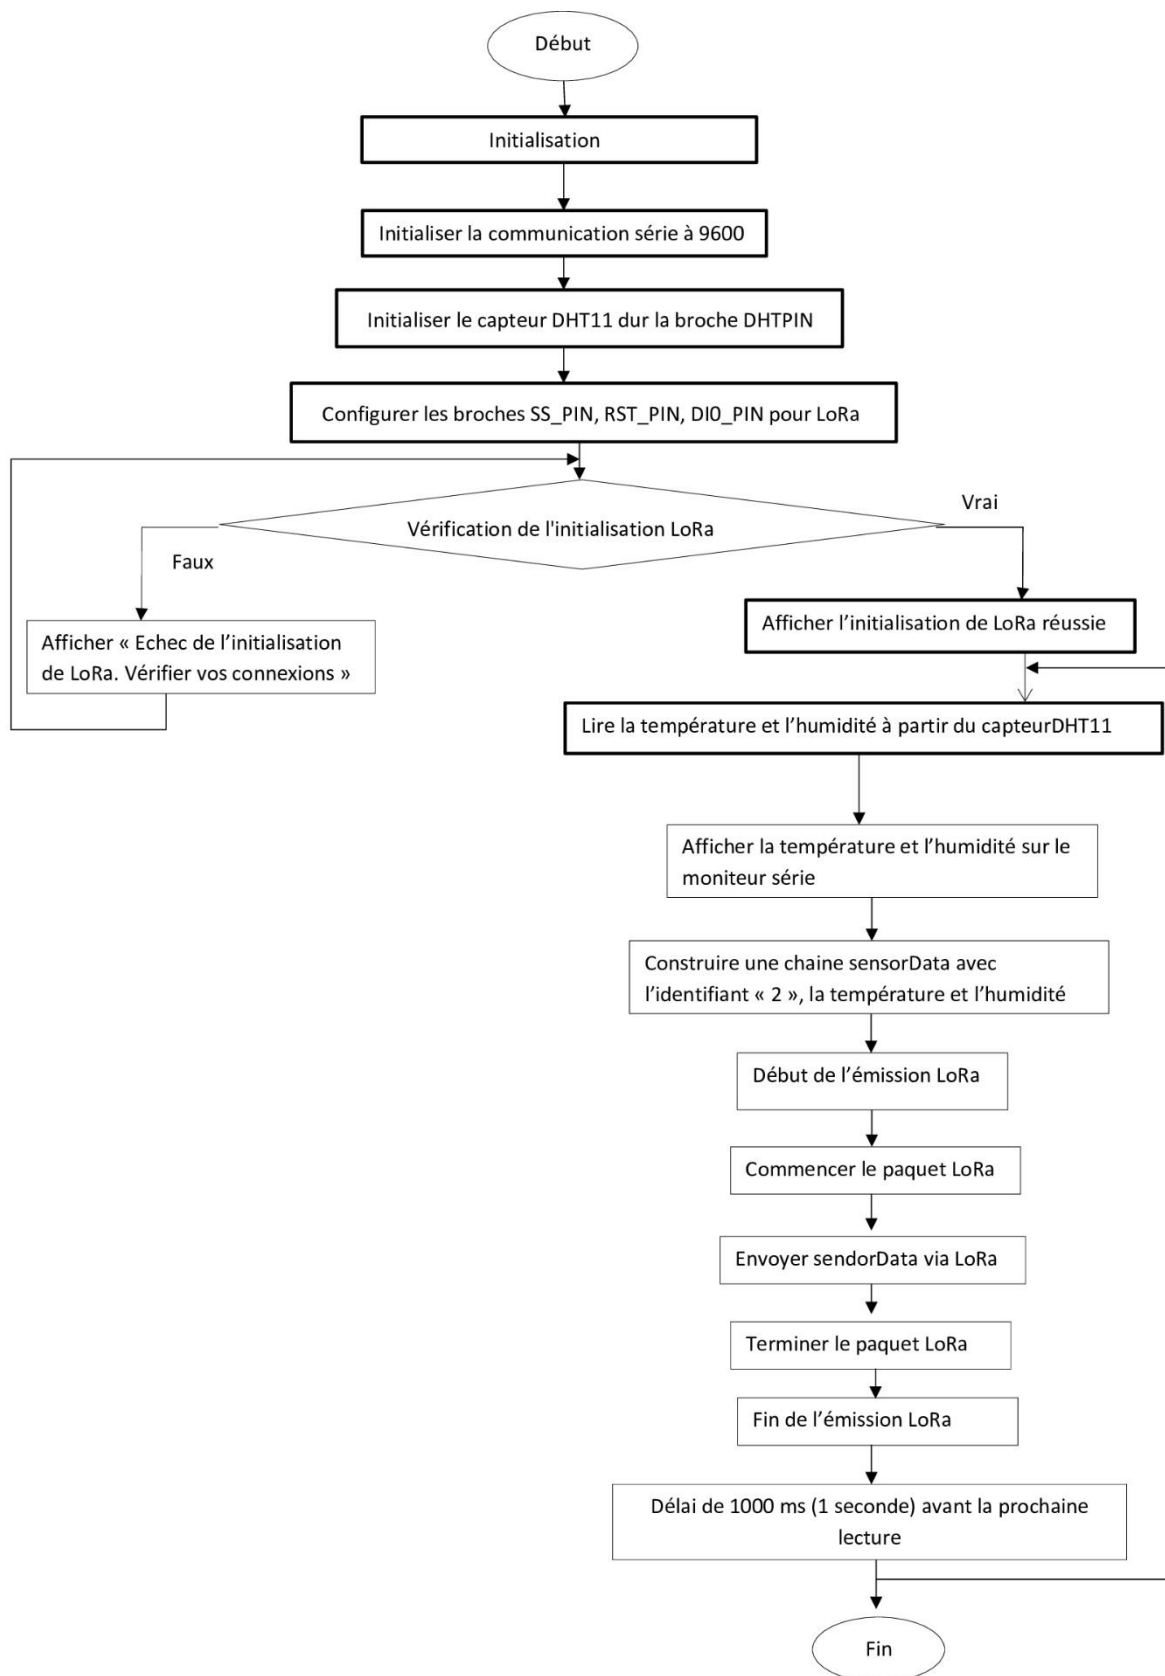 Début
Initialisation
Initialiser la communication série à 9600
Initialiser le capteur DHT11 dur la broche DHTPIN
Configurer les broches SS_PIN, RST_PIN, DI0_PIN pour LoRa
Vrai
Vérification de l'initialisation LoRa
Faux
Afficher « Echec de l’initialisation
de LoRa. Vérifier vos connexions »
Afficher l’initialisation de LoRa réussie
Lire la température et l’humidité à partir du capteurDHT11
Afficher la température et l’humidité sur le
moniteur série
Construire une chaine sensorData avec
l’identifiant « 2 », la température et l’humidité
Début de l’émission LoRa
Commencer le paquet LoRa
Envoyer sendorData via LoRa
Terminer le paquet LoRa
Fin de l’émission LoRa
Délai de 1000 ms (1 seconde) avant la prochaine
lecture
Fin